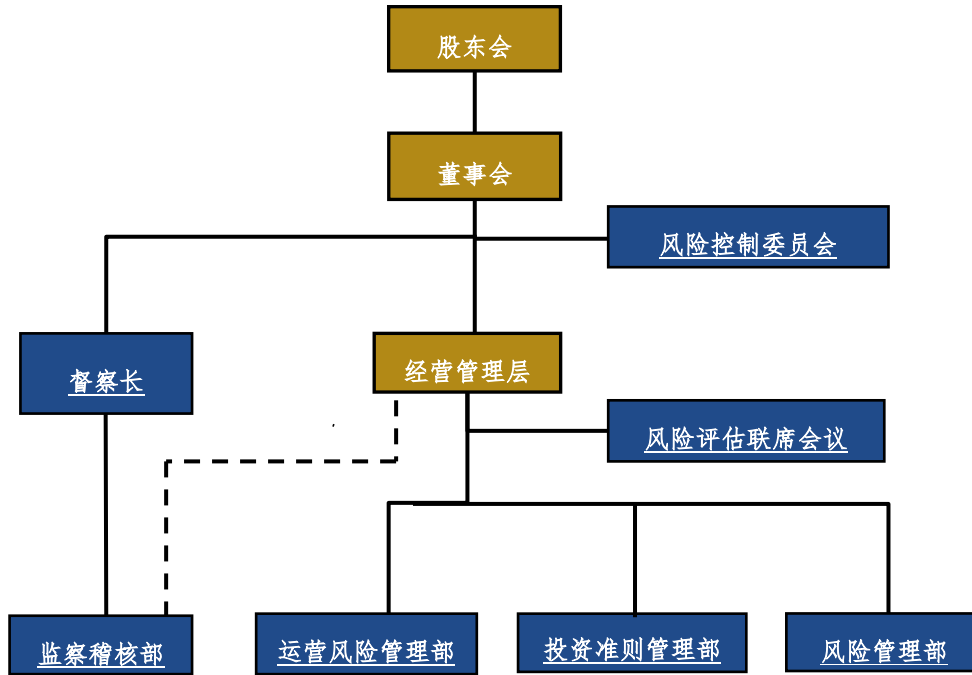 股东会
董事会
风险控制委员会
督察长
经营管理层
风险评估联席会议
监察稽核部
运营风险管理部
投资准则管理部
风险管理部